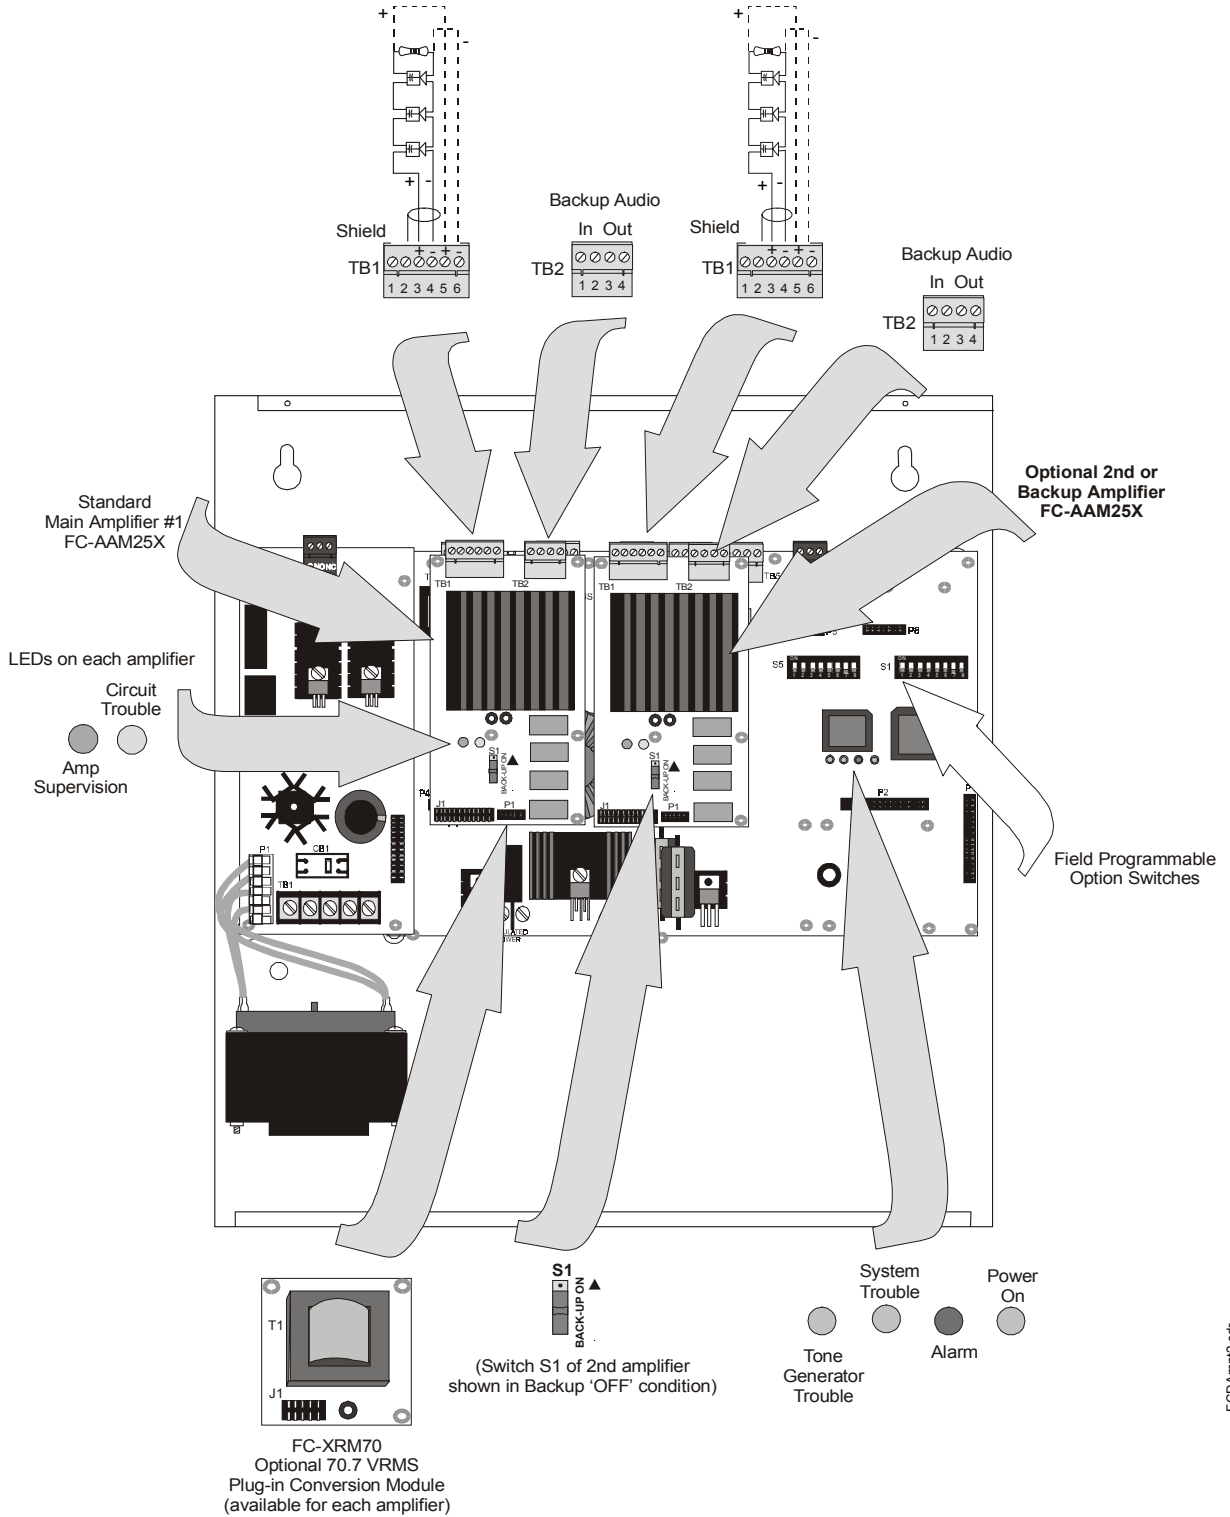 +
-
+
-
+ -
+ -
Backup Audio
In Out
Shield
+ - + -
TB1
1 2 3 4 5 6
TB2
1 2 3 4
Shield
+ - + -
TB1
1 2 3 4 5 6
Backup Audio
In Out
TB2
1 2 3 4
Optional 2nd or
Backup Amplifier
FC-AAM25X
Standard
Main Amplifier #1
FC-AAM25X
TB1
TB2
TB1
TB2
P8
LEDs on each amplifier
Circuit
Trouble
Amp
Supervision
S5
ON
S1
ON
S1
BACK-UP ON
S1
BACK-UP ON
J1
P1
J1
P1
P4
P2
P1
CB1
TB1
Field Programmable
Option Switches
S1
BACK-UP ON
(Switch S1 of 2nd amplifier
shown in Backup ‘OFF’ condition)
System
Trouble
Power
On
Tone
Generator
Trouble
Alarm
T1
J1
FC-XRM70
Optional 70.7 VRMS
Plug-in Conversion Module
(available for each amplifier)